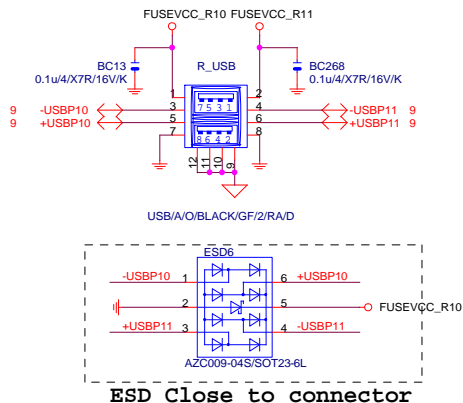 FUSEVCC_R10 FUSEVCC_R11
BC13 R_USB BC268
0.1u/4/X7R/16V/K 0.1u/4/X7R/16V/K
1 2
9 -USBP10 3 7 5 3 1 4 -USBP11 9
9 +USBP10 5 6 +USBP11 9
7 8 6 4 2 8
12 11 10 9
USB/A/O/BLACK/GF/2/RA/D
ESD6
-USBP10 1 6 +USBP10
2 5 FUSEVCC_R10
+USBP11 3 4 -USBP11
AZC009-04S/SOT23-6L
ESD Close to connector